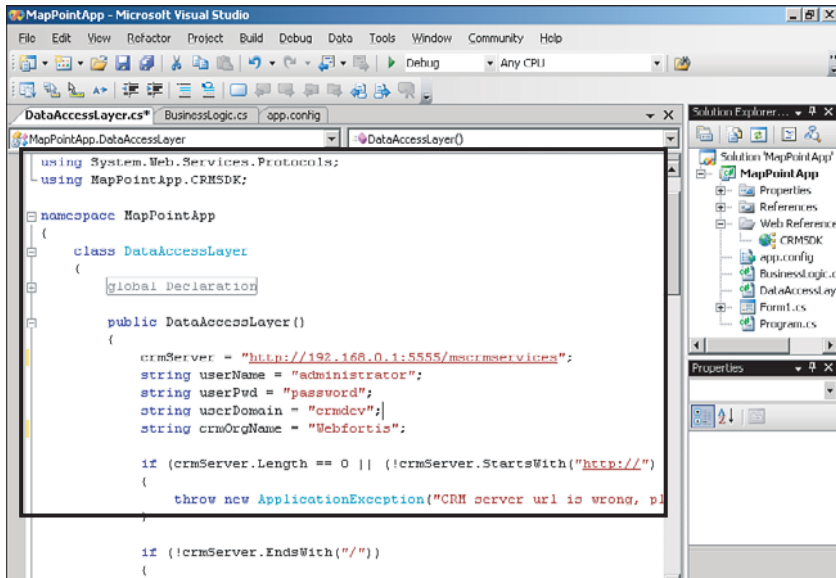 MapPointApp - Microsoft Visual Studio
File Edit View Refactor Project Build Debug Data Tools Window Community Help
Debug Any CPU
DataAccessLayer.cs* BusinessLogic.cs app.config
MapPointApp.DataAccessLayer DataAccessLayer()
using System.Web.Services.Protocols;
using MapPointApp.CRMSDK;
namespace MapPointApp
{
class DataAccessLayer
{
global Declaration
public DataAccessLayer()
{
crmServer = "http://192.168.0.1:5555/mscrmservices";
string userName = "administrator";
string userPwd = "password";
string userDomain = "crmdev";
string crmOrgName = "Webfortis";
if (crmServer.Length == 0 || (!crmServer.StartsWith("http://")
{
throw new ApplicationException("CRM server url is wrong, pl
}
if (!crmServer.EndsWith("/"))
{
Solution Explorer...
Solution 'MapPointApp'
MapPointApp
Properties
References
Web Reference
CRMSDK
app.config
BusinessLogic.c
DataAccessLay
Form1.cs
Program.cs
Properties